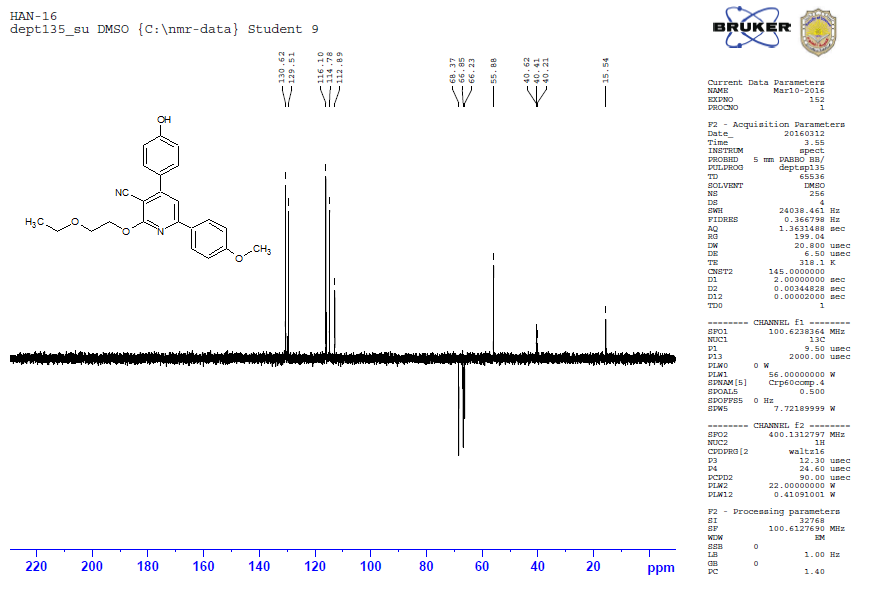 HAN-16
dept135_su DMSO {C:\nmr-data} Student 9
130.62
129.51
116.10
114.78
112.89
68.37
66.85
66.23
55.88
40.62
40.41
40.21
15.54
OH
NC
H3C
O
O
N
O
CH3
220 200 180 160 140 120 100 80 60 40 20 ppm
BRUKER
Current Data Parameters
NAME Mar10-2016
EXPNO 152
PROCNO 1
F2 - Acquisition Parameters
Date_ 20160312
Time 3.55
INSTRUM spect
PROBHD 5 mm PABBO BB/
PULPROG deptsp135
TD 65536
SOLVENT DMSO
NS 256
DS 4
SWH 24038.461 Hz
FIDRES 0.366798 Hz
AQ 1.3631488 sec
RG 199.04
DW 20.800 usec
DE 6.50 usec
TE 318.1 K
CNST2 145.0000000
D1 2.00000000 sec
D2 0.00344828 sec
D12 0.00002000 sec
TD0 1
======== CHANNEL f1 ========
SFO1 100.6238364 MHz
NUC1 13C
P1 9.50 usec
P13 2000.00 usec
PLW0 0 W
PLW1 56.00000000 W
SPNAM[5] Crp60comp.4
SPOAL5 0.500
SPOFFS5 0 Hz
SPW5 7.72189999 W
======== CHANNEL f2 ========
SFO2 400.1312797 MHz
NUC2 1H
CPDPRG[2 waltz16
P3 12.30 usec
P4 24.60 usec
PCPD2 90.00 usec
PLW2 22.00000000 W
PLW12 0.41091001 W
F2 - Processing parameters
SI 32768
SF 100.6127690 MHz
WDW EM
SSB 0
LB 1.00 Hz
GB 0
PC 1.40